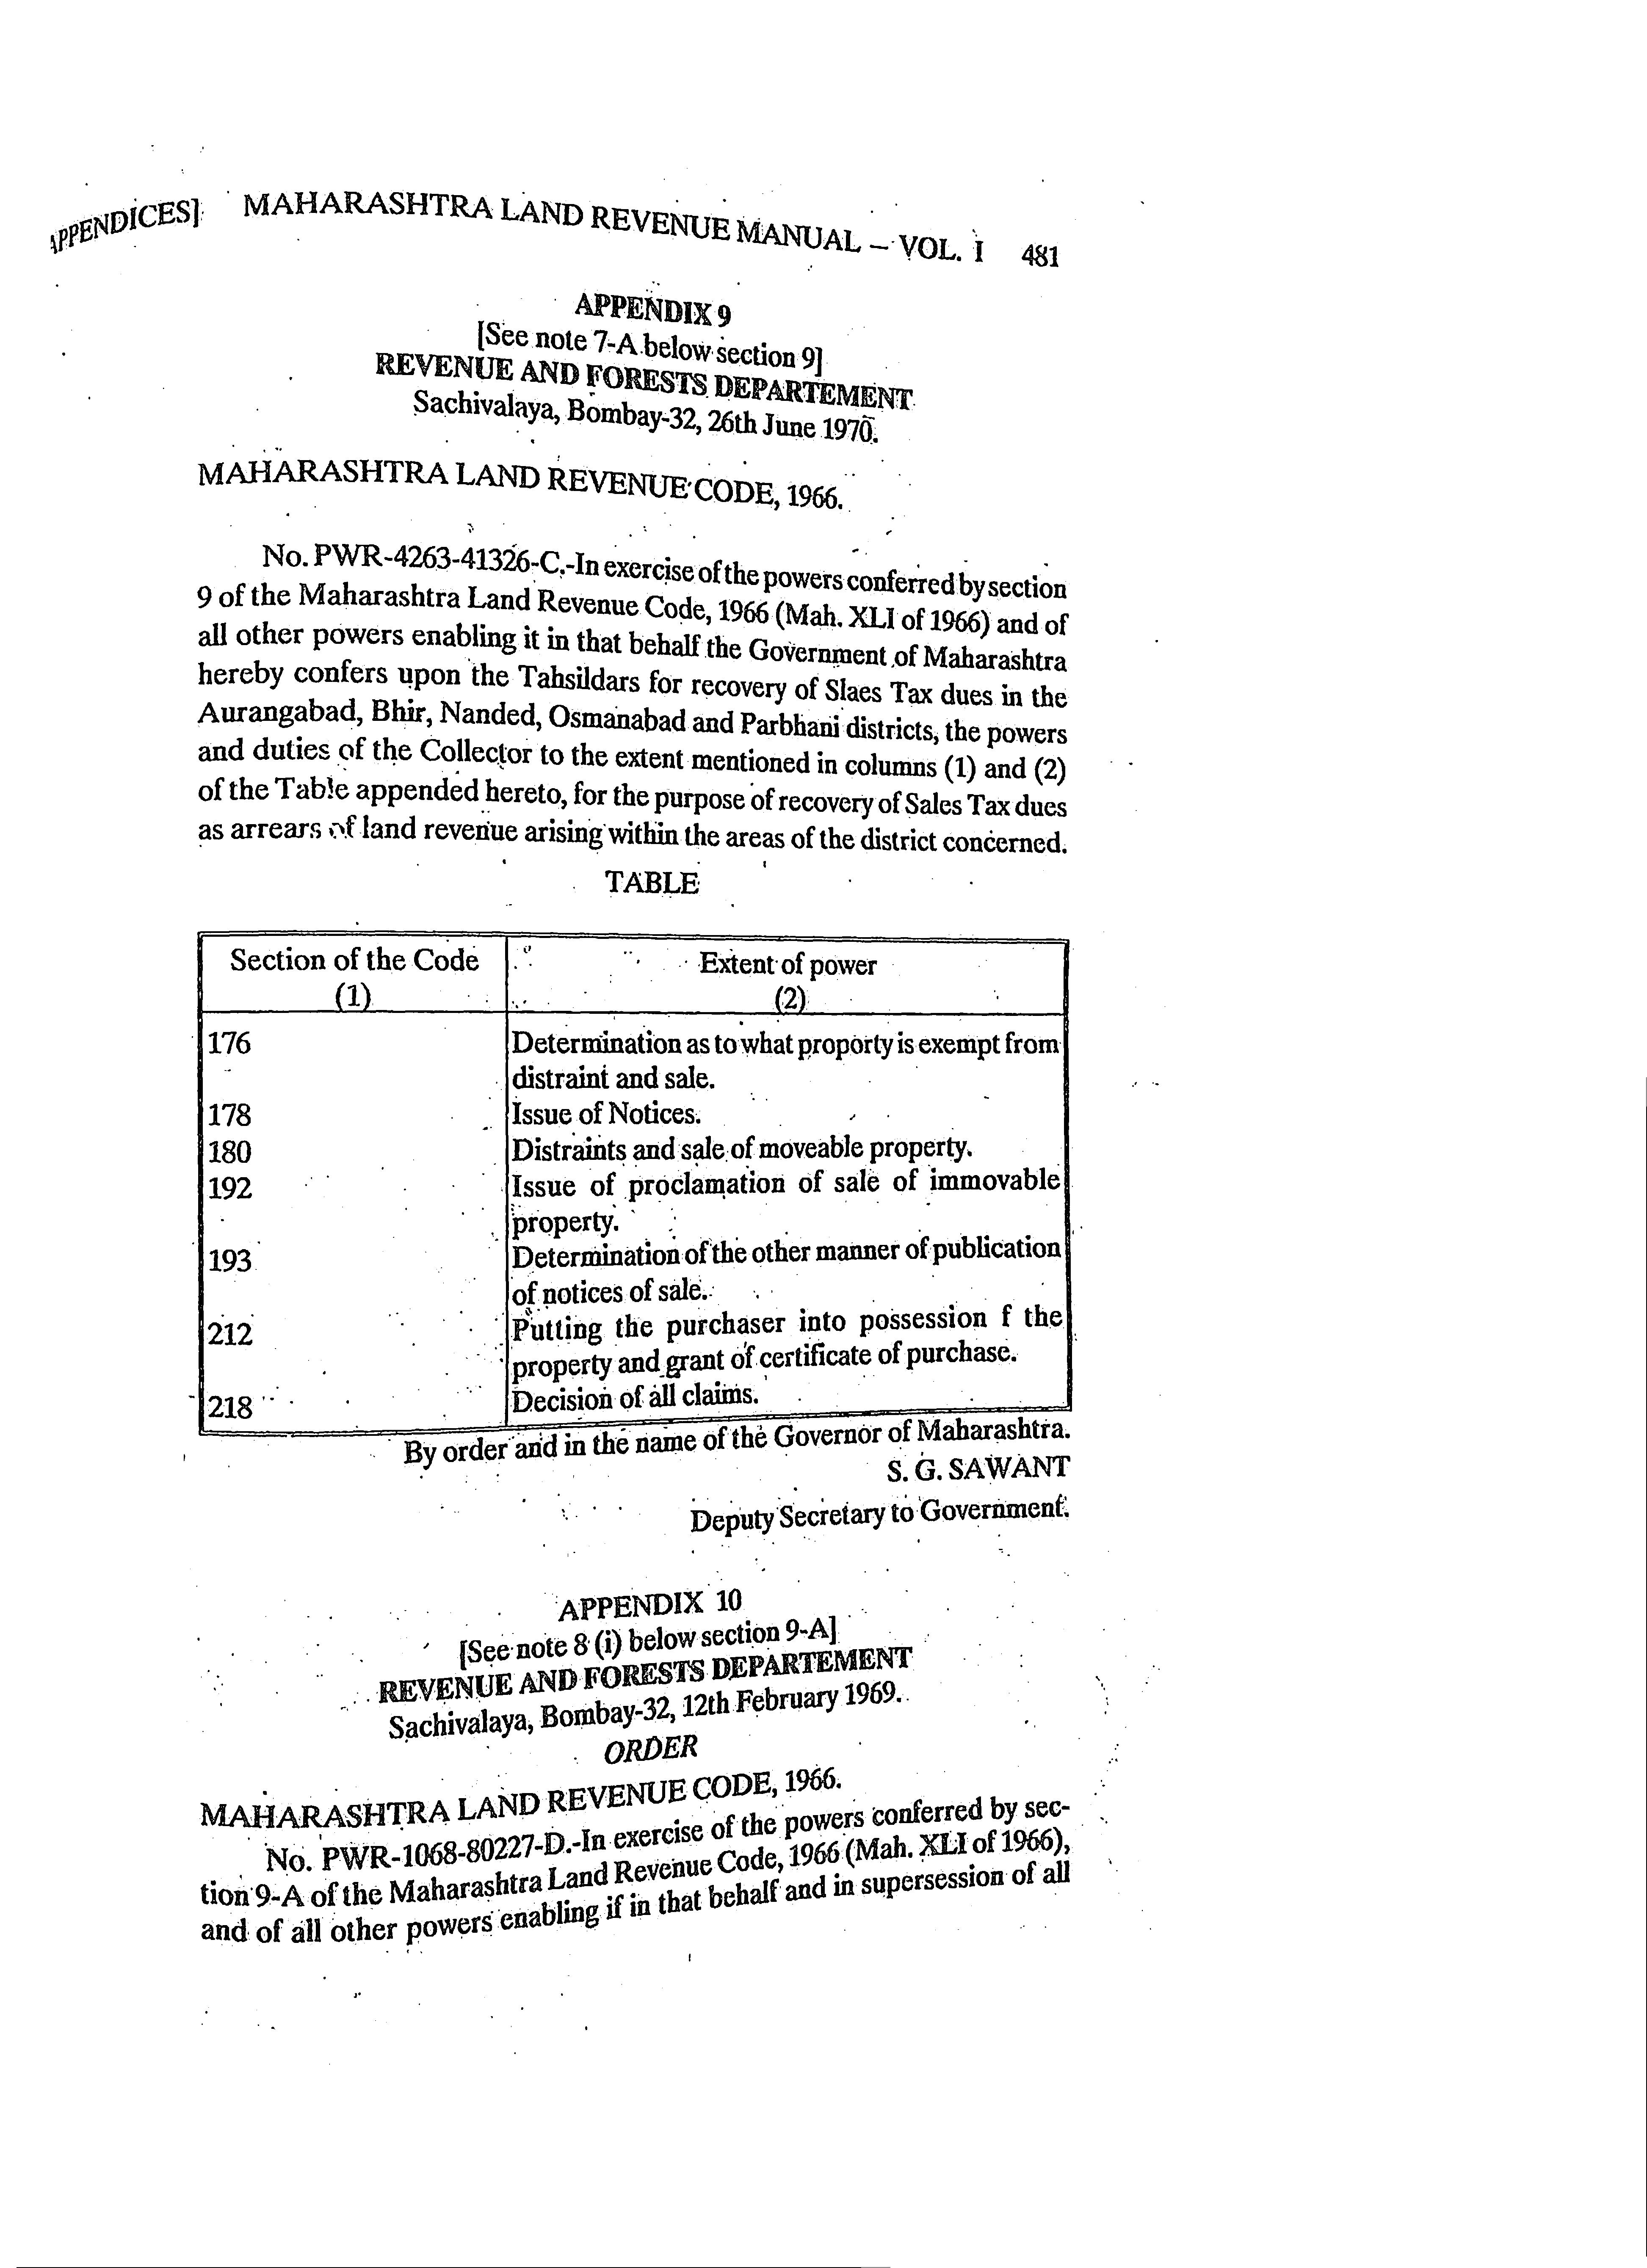 APPENDICES] MAHARASHTRA LAND REVENUE MANUAL – VOL. I 481
APPENDIX 9
[See note 7-A below section 9]
REVENUE AND FORESTS DEPARTEMENT
Sachivalaya, Bombay-32, 26th June 1970.
MAHARASHTRA LAND REVENUE CODE, 1966.
No. PWR-4263-41326-C.-In exercise of the powers conferred by section
9 of the Maharashtra Land Revenue Code, 1966 (Mah. XLI of 1966) and of
all other powers enabling it in that behalf the Government of Maharashtra
hereby confers upon the Tahsildars for recovery of Slaes Tax dues in the
Aurangabad, Bhir, Nanded, Osmanabad and Parbhani districts, the powers
and duties of the Collector to the extent mentioned in columns (1) and (2)
of the Table appended hereto, for the purpose of recovery of Sales Tax dues
as arrears of land revenue arising within the areas of the district concerned.
TABLE
Section of the Code Extent of power
(1) (2)
176 Determination as to what proporty is exempt from
distraint and sale.
178 Issue of Notices.
180 Distraints and sale of moveable property.
192 Issue of proclamation of sale of immovable
property.
193 Determination of the other manner of publication
of notices of sale.
212 Putting the purchaser into possession f the
property and grant of certificate of purchase.
218 Decision of all claims.
By order and in the name of the Governor of Maharashtra.
S. G. SAWANT
Deputy Secretary to Government.
APPENDIX 10
[See note 8 (i) below section 9-A]
REVENUE AND FORESTS DEPARTEMENT
Sachivalaya, Bombay-32, 12th February 1969.
ORDER
MAHARASHTRA LAND REVENUE CODE, 1966.
No. PWR-1068-80227-D.-In exercise of the powers conferred by sec-
tion 9-A of the Maharashtra Land Revenue Code, 1966 (Mah. XLI of 1966),
and of all other powers enabling if in that behalf and in supersession of all